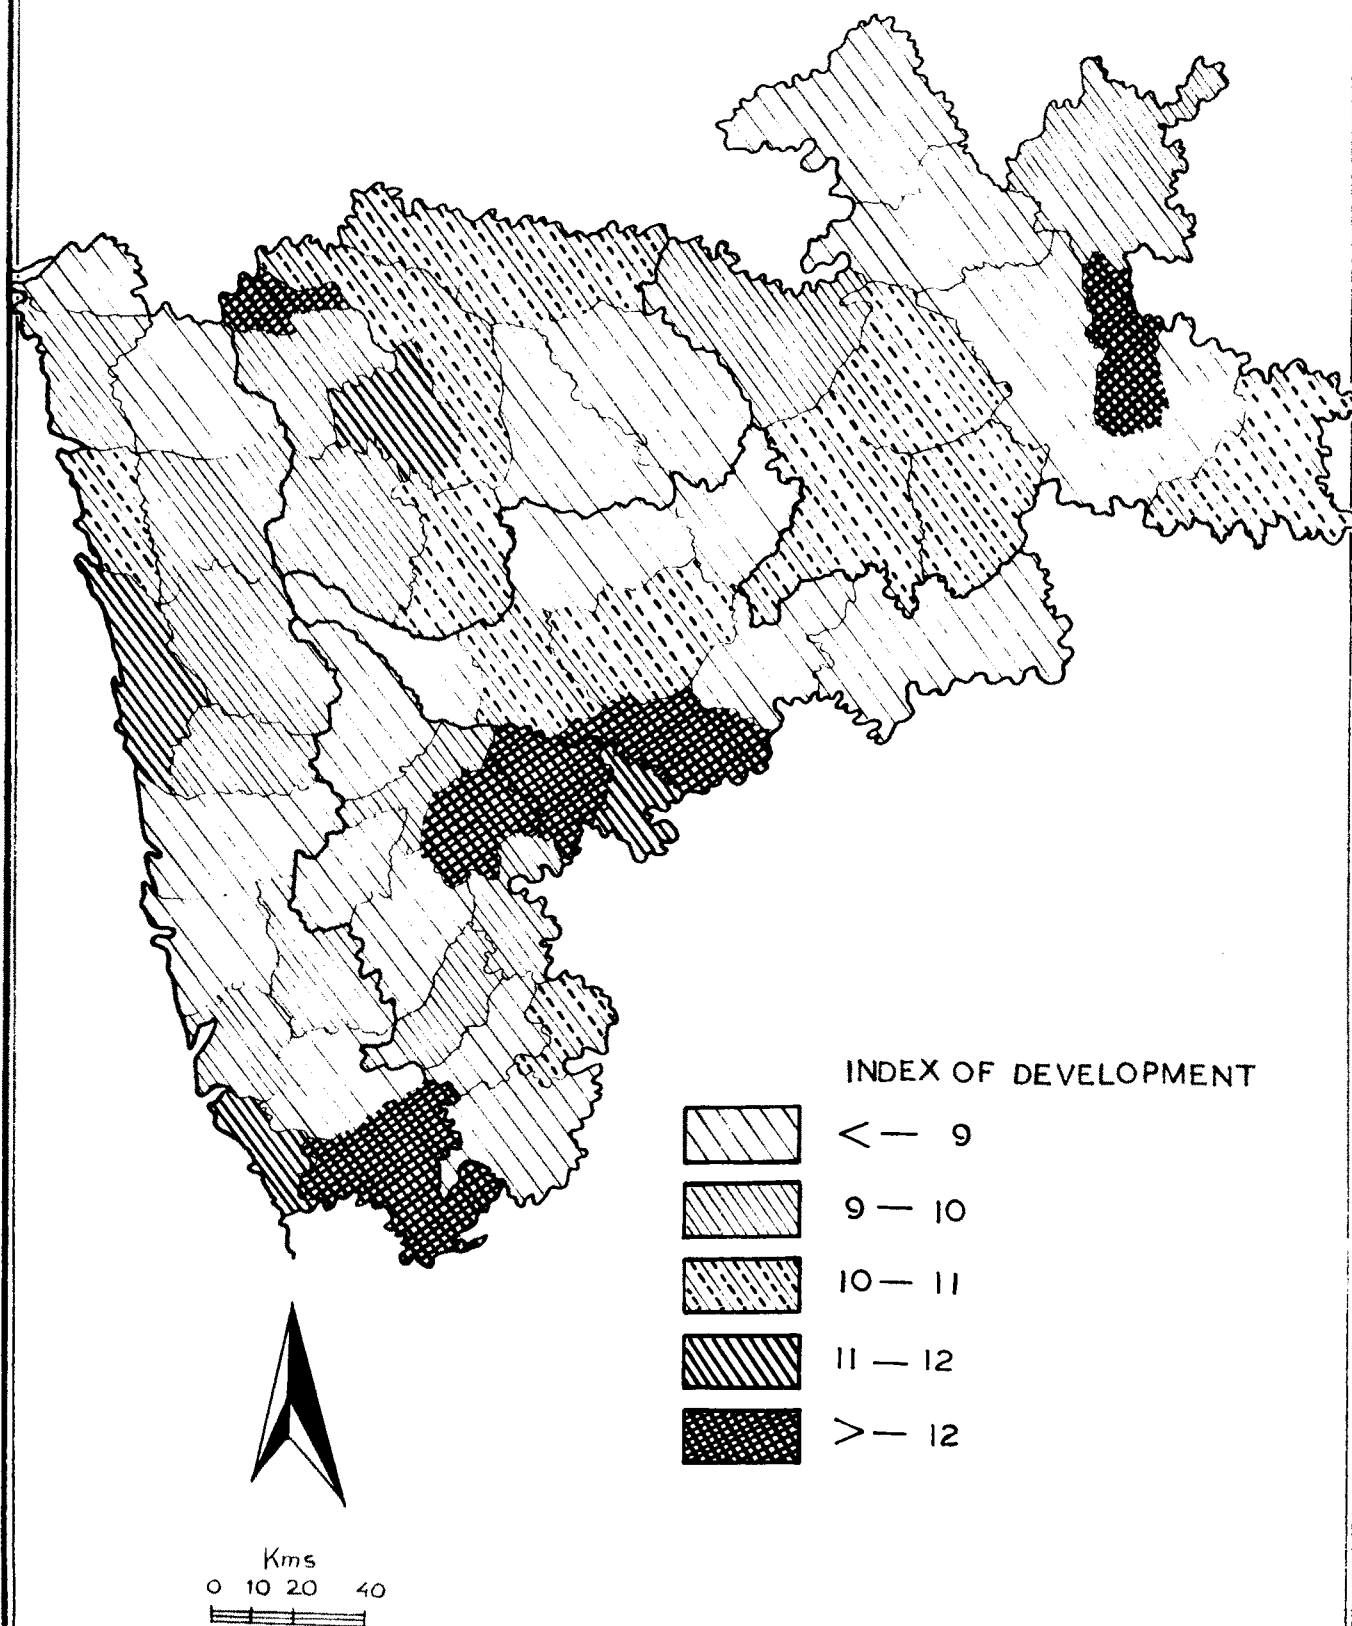 INDEX OF DEVELOPMENT
< — 9
9 — 10
10 — 11
11 — 12
> — 12
Kms
0 10 20 40